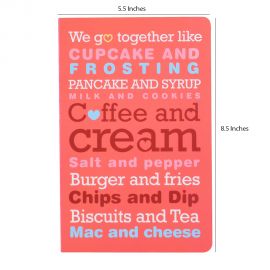 5.5 Inches
We go together like
CUPCAKE AND
FROSTING
PANCAKE AND SYRUP
MILK AND COOKIES
Coffee and
cream
Salt and pepper
Burger and fries
Chips and Dip
Biscuits and Tea
Mac and cheese
8.5 Inches